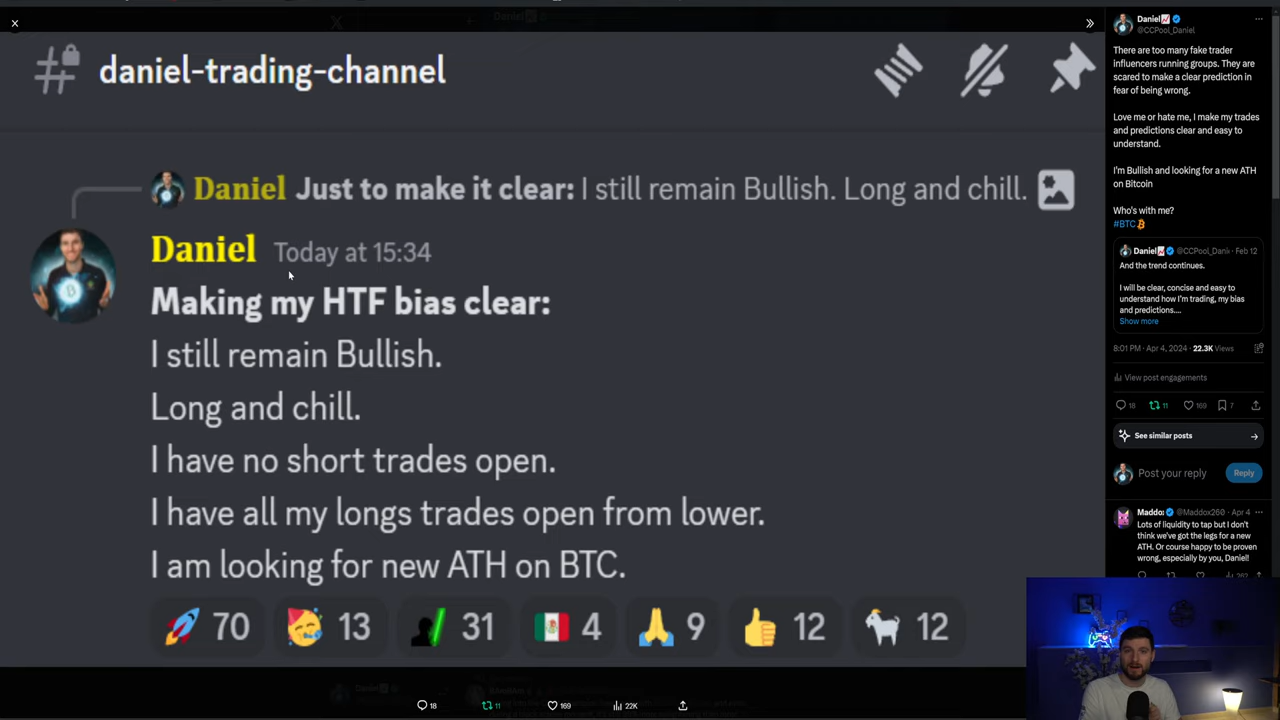 daniel-trading-channel
Daniel Just to make it clear: I still remain Bullish. Long and chill.
Daniel Today at 15:34
Making my HTF bias clear:
I still remain Bullish.
Long and chill.
I have no short trades open.
I have all my longs trades open from lower.
I am looking for new ATH on BTC.
70 13 31 4 9 12 12
18 11 169 22K
Daniel
@CCPool_Daniel
There are too many fake trader
influencers running groups. They are
scared to make a clear prediction in
fear of being wrong.
Love me or hate me, I make my trades
and predictions clear and easy to
understand.
I'm Bullish and looking for a new ATH
on Bitcoin
Who's with me?
#BTC
Daniel @CCPool_Dani · Feb 12
And the trend continues.
I will be clear, concise and easy to
understand how I'm trading, my bias
and predictions....
Show more
8:01 PM · Apr 4, 2024 · 22.3K Views
View post engagements
18 11 169 7
See similar posts
Post your reply Reply
Maddo: @Maddox260 · Apr 4
Lots of liquidity to tap but I don't
think we've got the legs for a new
ATH. Or course happy to be proven
wrong, especially by you, Daniel!